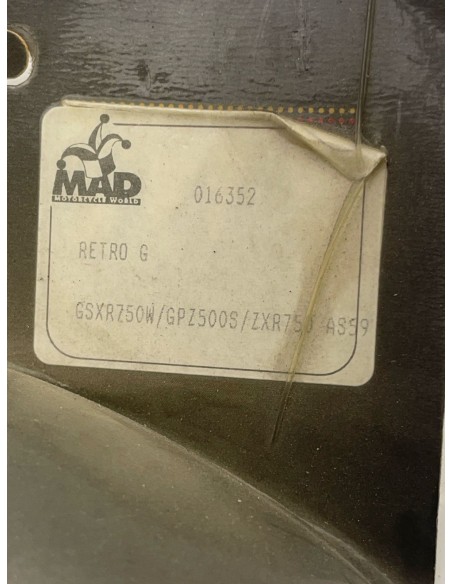 MAD
MOTORCYCLE WORLD
016352
RETRO G
GSXR750W/GPZ500S/ZXR750 AS59